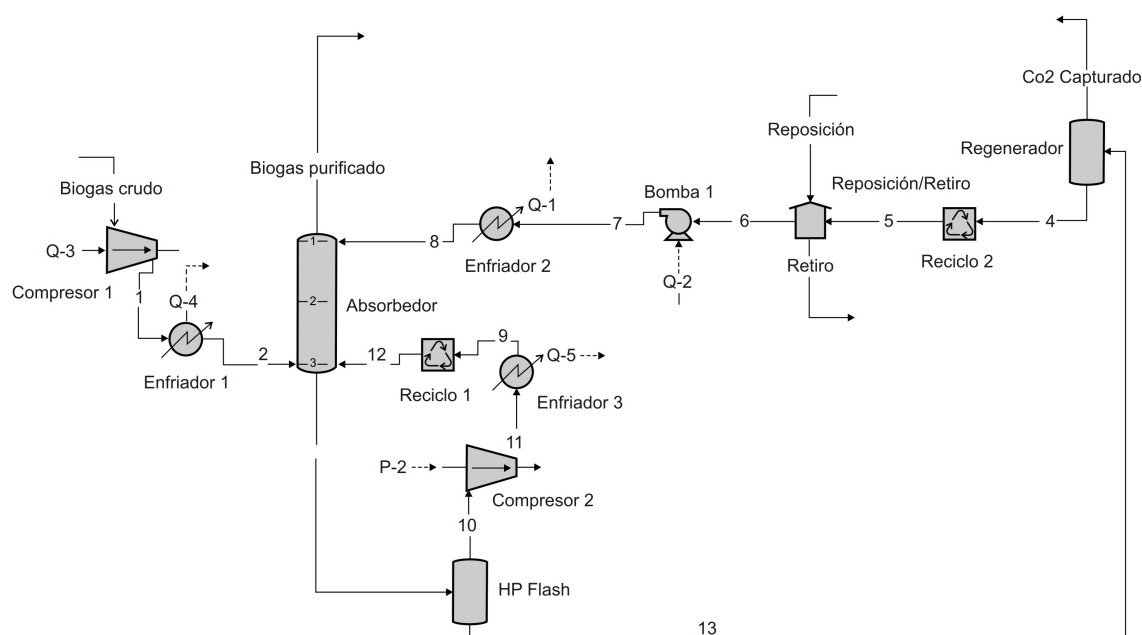 Co2 Capturado
Reposición
Regenerador
Biogas purificado
Biogas crudo
Q-1
Bomba 1
Reposición/Retiro
7
6
5
4
1
8
Q-3
Enfriador 2
Q-2
Retiro
Reciclo 2
Compresor 1
1
Q-4
2
Absorbedor
2
3
12
9
Q-5
Enfriador 1
Reciclo 1
Enfriador 3
11
P-2
Compresor 2
10
HP Flash
13